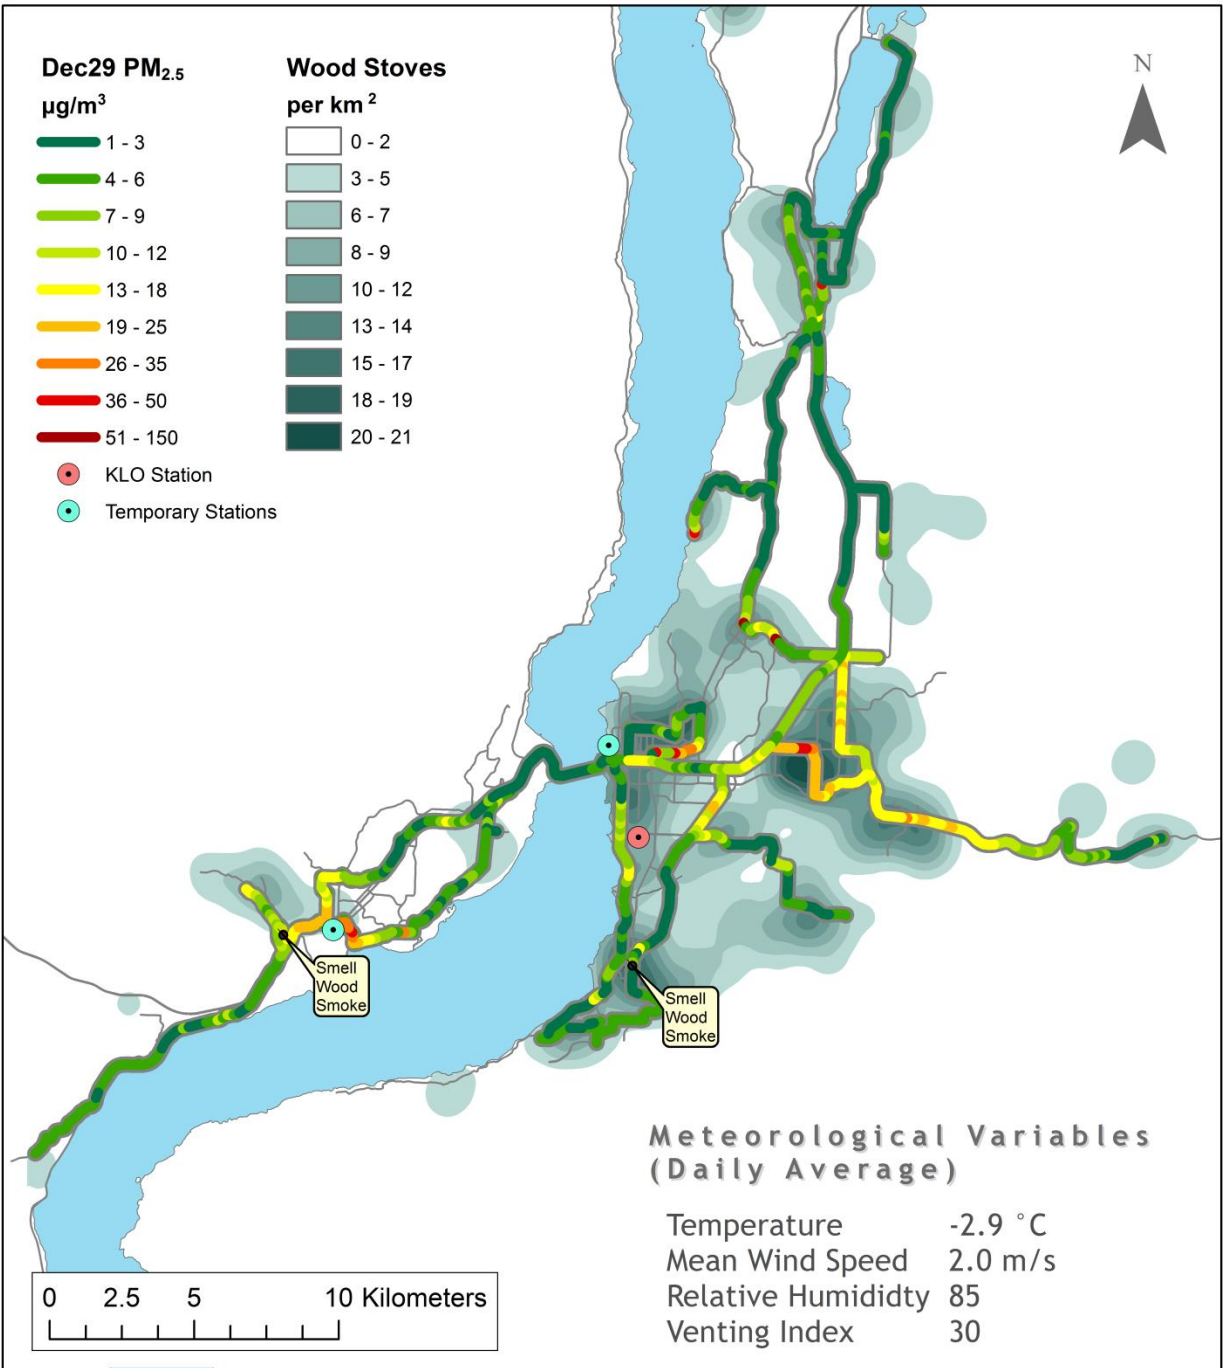 Dec29 PM2.5
µg/m³
1 - 3
4 - 6
7 - 9
10 - 12
13 - 18
19 - 25
26 - 35
36 - 50
51 - 150
KLO Station
Temporary Stations
Wood Stoves
per km ²
0 - 2
3 - 5
6 - 7
8 - 9
10 - 12
13 - 14
15 - 17
18 - 19
20 - 21
N
Smell
Wood
Smoke
Smell
Wood
Smoke
Meteorological Variables
(Daily Average)
Temperature -2.9 °C
Mean Wind Speed 2.0 m/s
Relative Humididty 85
Venting Index 30
0 2.5 5 10 Kilometers